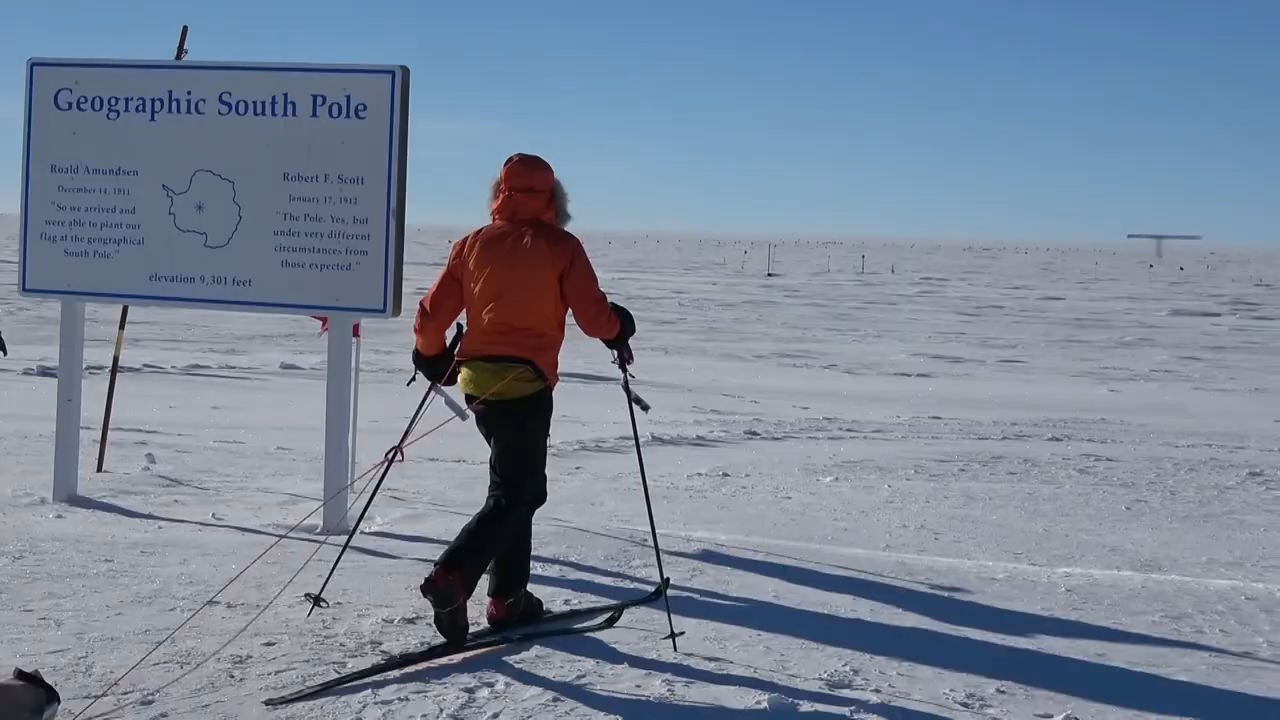 Geographic South Pole
Roald Amundsen
December 14, 1911
"So we arrived and
were able to plant our
flag at the geographical
South Pole."
Robert F. Scott
January 17, 1912
"The Pole. Yes, but
under very different
circumstances from
those expected."
elevation 9,301 feet